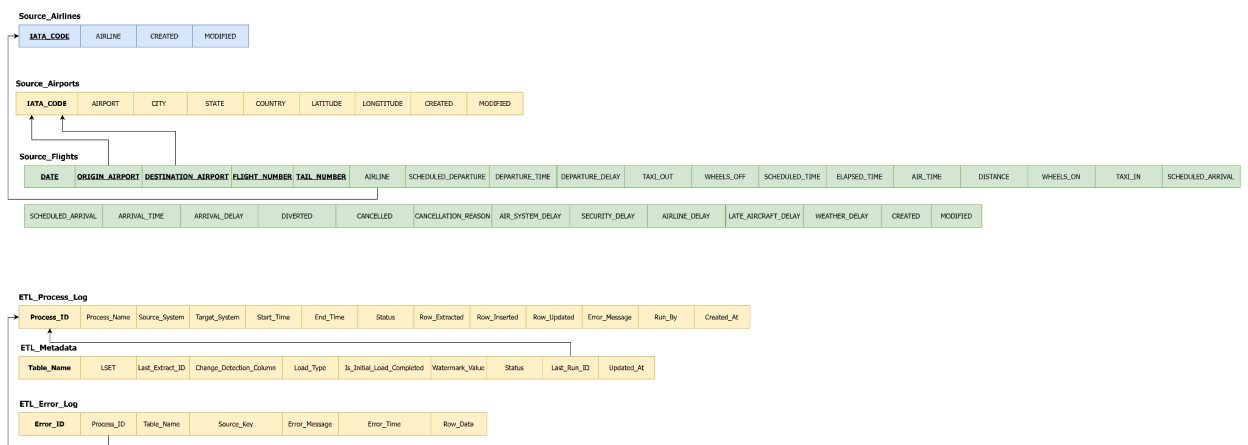 Source_Airlines
IATA_CODE AIRLINE CREATED MODIFIED
Source_Airports
IATA_CODE AIRPORT CITY STATE COUNTRY LATITUDE LONGTITUDE CREATED MODIFIED
Source_Flights
DATE ORIGIN_AIRPORT DESTINATION_AIRPORT FLIGHT_NUMBER TAIL_NUMBER AIRLINE SCHEDULED_DEPARTURE DEPARTURE_TIME DEPARTURE_DELAY TAXI_OUT WHEELS_OFF SCHEDULED_TIME ELAPSED_TIME AIR_TIME DISTANCE WHEELS_ON TAXI_IN SCHEDULED_ARRIVAL
SCHEDULED_ARRIVAL ARRIVAL_TIME ARRIVAL_DELAY DIVERTED CANCELLED CANCELLATION_REASON AIR_SYSTEM_DELAY SECURITY_DELAY AIRLINE_DELAY LATE_AIRCRAFT_DELAY WEATHER_DELAY CREATED MODIFIED
ETL_Process_Log
Process_ID Process_Name Source_System Target_System Start_Time End_Time Status Row_Extracted Row_Inserted Row_Updated Error_Message Run_By Created_At
ETL_Metadata
Table_Name LSET Last_Extract_ID Change_Detection_Column Load_Type Is_Initial_Load_Completed Watermark_Value Status Last_Run_ID Updated_At
ETL_Error_Log
Error_ID Process_ID Table_Name Source_Key Error_Message Error_Time Row_Data